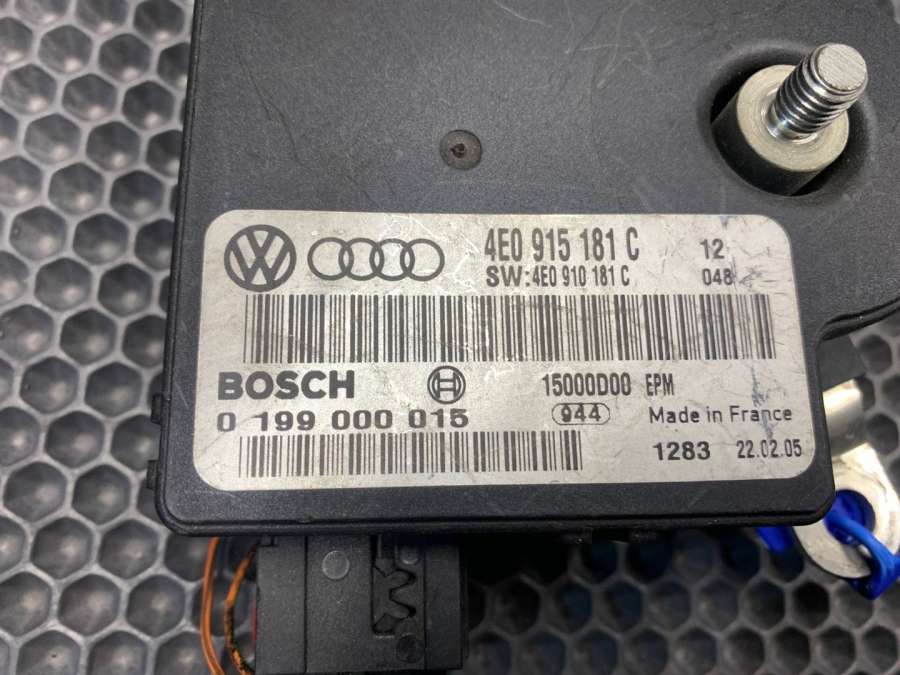 4E0 915 181 C 12
SW:4E0 910 181 C 048
BOSCH 15000D00 EPM
0 199 000 015 944 Made in France
1283 22.02.05